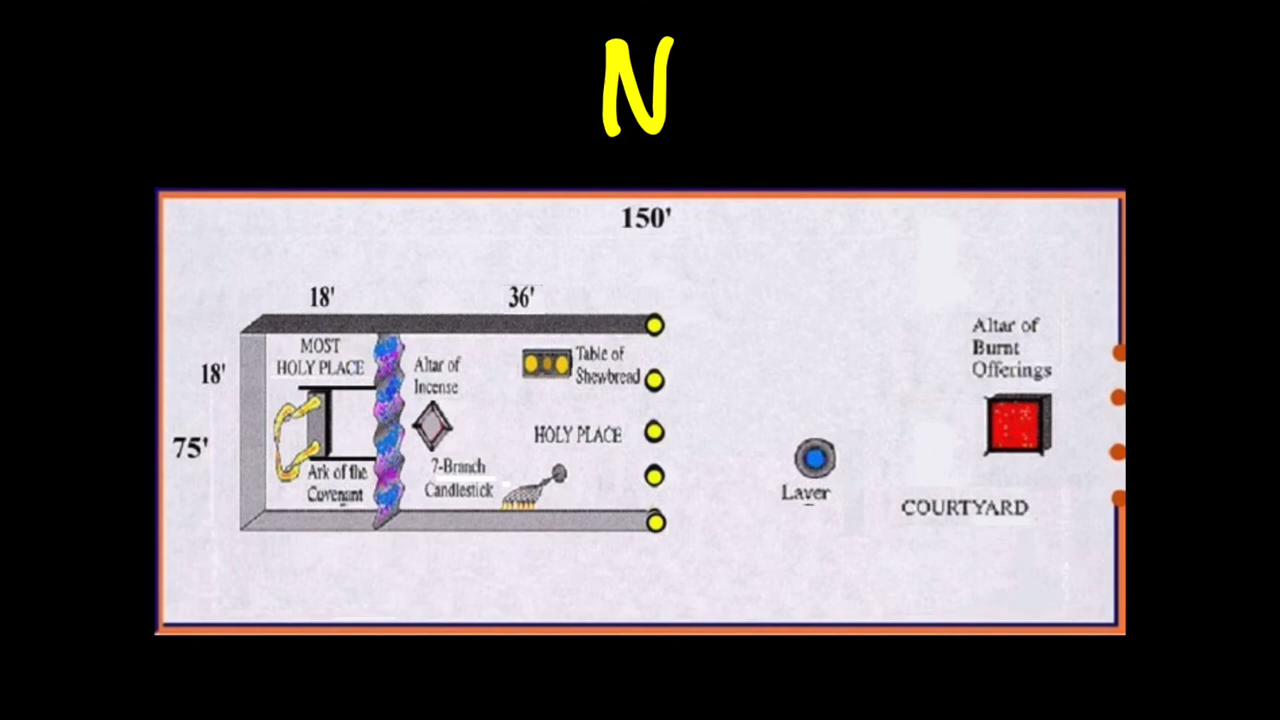 N
150'
18'
36'
MOST
HOLY PLACE
Altar of
Incense
Table of
Shewbread
Altar of
Burnt
Offerings
18'
75'
HOLY PLACE
7-Branch
Candlestick
Ark of the
Covenant
Laver
COURTYARD